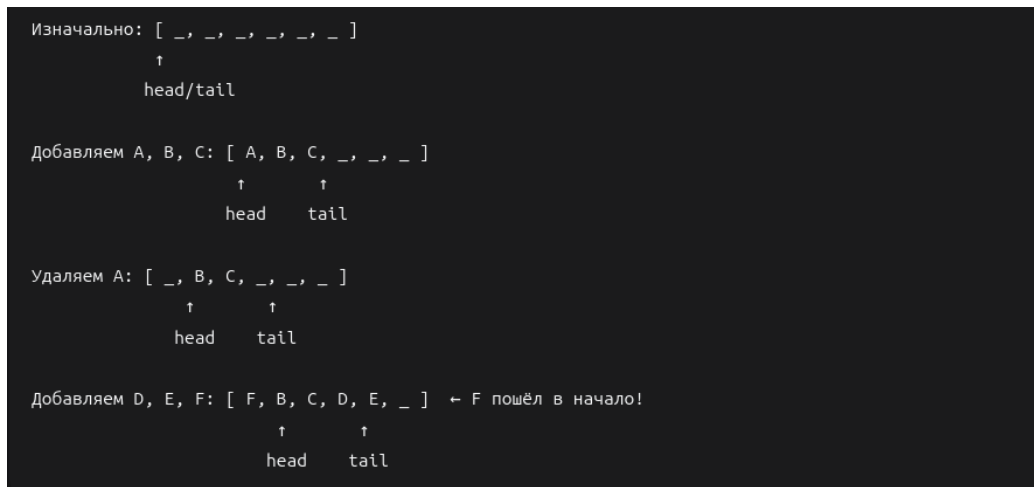 Изначально: [ _, _, _, _, _, _ ]
↑
head/tail
Добавляем A, B, C: [ A, B, C, _, _, _ ]
↑ ↑
head tail
Удаляем A: [ _, B, C, _, _, _ ]
↑ ↑
head tail
Добавляем D, E, F: [ F, B, C, D, E, _ ] ← F пошёл в начало!
↑ ↑
head tail